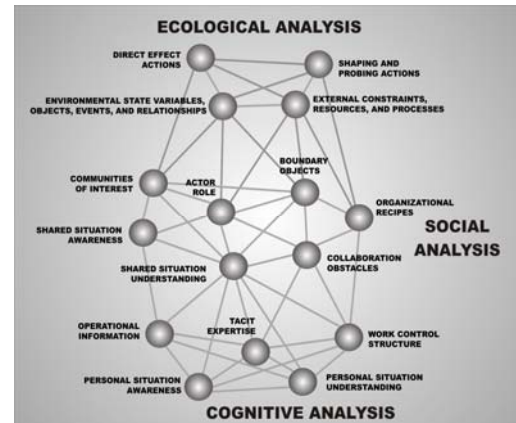 ECOLOGICAL ANALYSIS
DIRECT EFFECT
ACTIONS
SHAPING AND
PROBING ACTIONS
ENVIRONMENTAL STATE VARIABLES,
OBJECTS, EVENTS, AND RELATIONSHIPS
EXTERNAL CONSTRAINTS,
RESOURCES, AND PROCESSES
COMMUNITIES
OF INTEREST
ACTOR
ROLE
BOUNDARY
OBJECTS
ORGANIZATIONAL
RECIPES
SHARED SITUATION
AWARENESS
SOCIAL
ANALYSIS
SHARED SITUATION
UNDERSTANDING
COLLABORATION
OBSTACLES
OPERATIONAL
INFORMATION
TACIT
EXPERTISE
WORK CONTROL
STRUCTURE
PERSONAL SITUATION
AWARENESS
PERSONAL SITUATION
UNDERSTANDING
COGNITIVE ANALYSIS